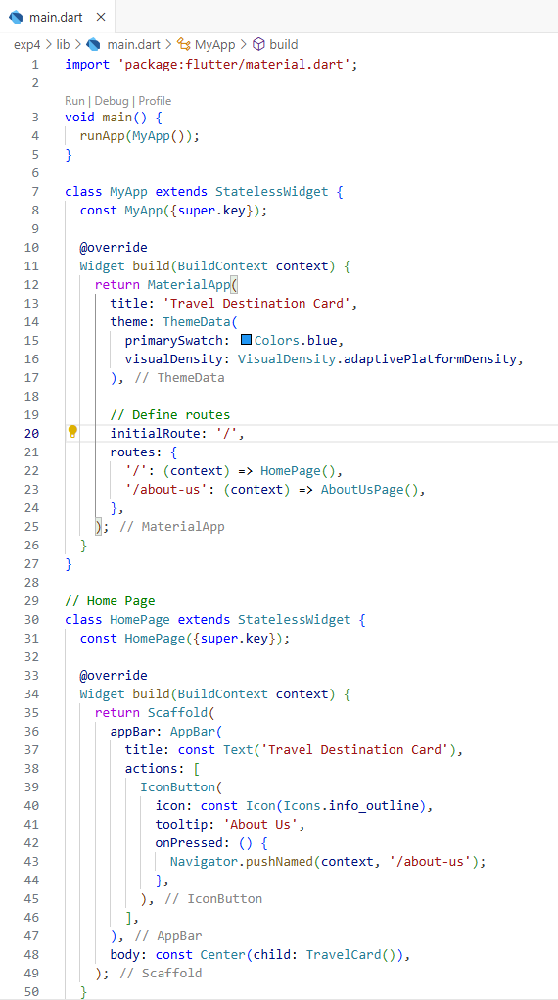 main.dart ×
exp4 > lib > main.dart > MyApp > build
1 import 'package:flutter/material.dart';
2
Run | Debug | Profile
3 void main() {
4   runApp(MyApp());
5 }
6
7 class MyApp extends StatelessWidget {
8   const MyApp({super.key});
9
10   @override
11   Widget build(BuildContext context) {
12     return MaterialApp(
13       title: 'Travel Destination Card',
14       theme: ThemeData(
15         primarySwatch: Colors.blue,
16         visualDensity: VisualDensity.adaptivePlatformDensity,
17       ), // ThemeData
18
19       // Define routes
20       initialRoute: '/',
21       routes: {
22         '/': (context) => HomePage(),
23         '/about-us': (context) => AboutUsPage(),
24       },
25     ); // MaterialApp
26   }
27 }
28
29 // Home Page
30 class HomePage extends StatelessWidget {
31   const HomePage({super.key});
32
33   @override
34   Widget build(BuildContext context) {
35     return Scaffold(
36       appBar: AppBar(
37         title: const Text('Travel Destination Card'),
38         actions: [
39           IconButton(
40             icon: const Icon(Icons.info_outline),
41             tooltip: 'About Us',
42             onPressed: () {
43               Navigator.pushNamed(context, '/about-us');
44             },
45           ), // IconButton
46         ],
47       ), // AppBar
48       body: const Center(child: TravelCard()),
49     ); // Scaffold
50   }